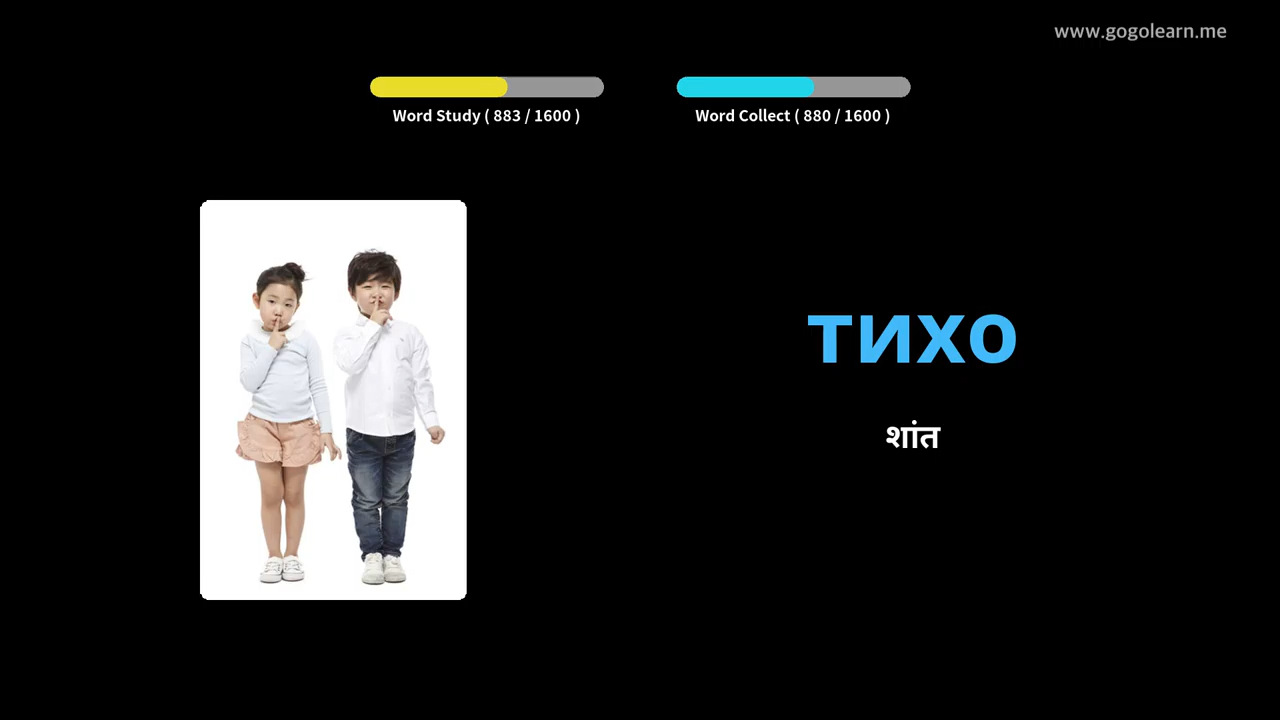 www.gogolearn.me
Word Study ( 883 / 1600 )
Word Collect ( 880 / 1600 )
тихо
शांत